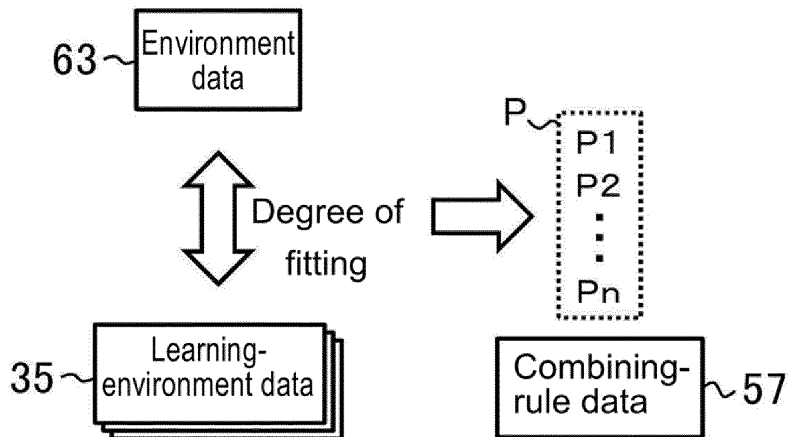 63
Environment
data
Degree of
fitting
P
P1
P2
Pn
35
Learning-
environment data
Combining-
rule data
57